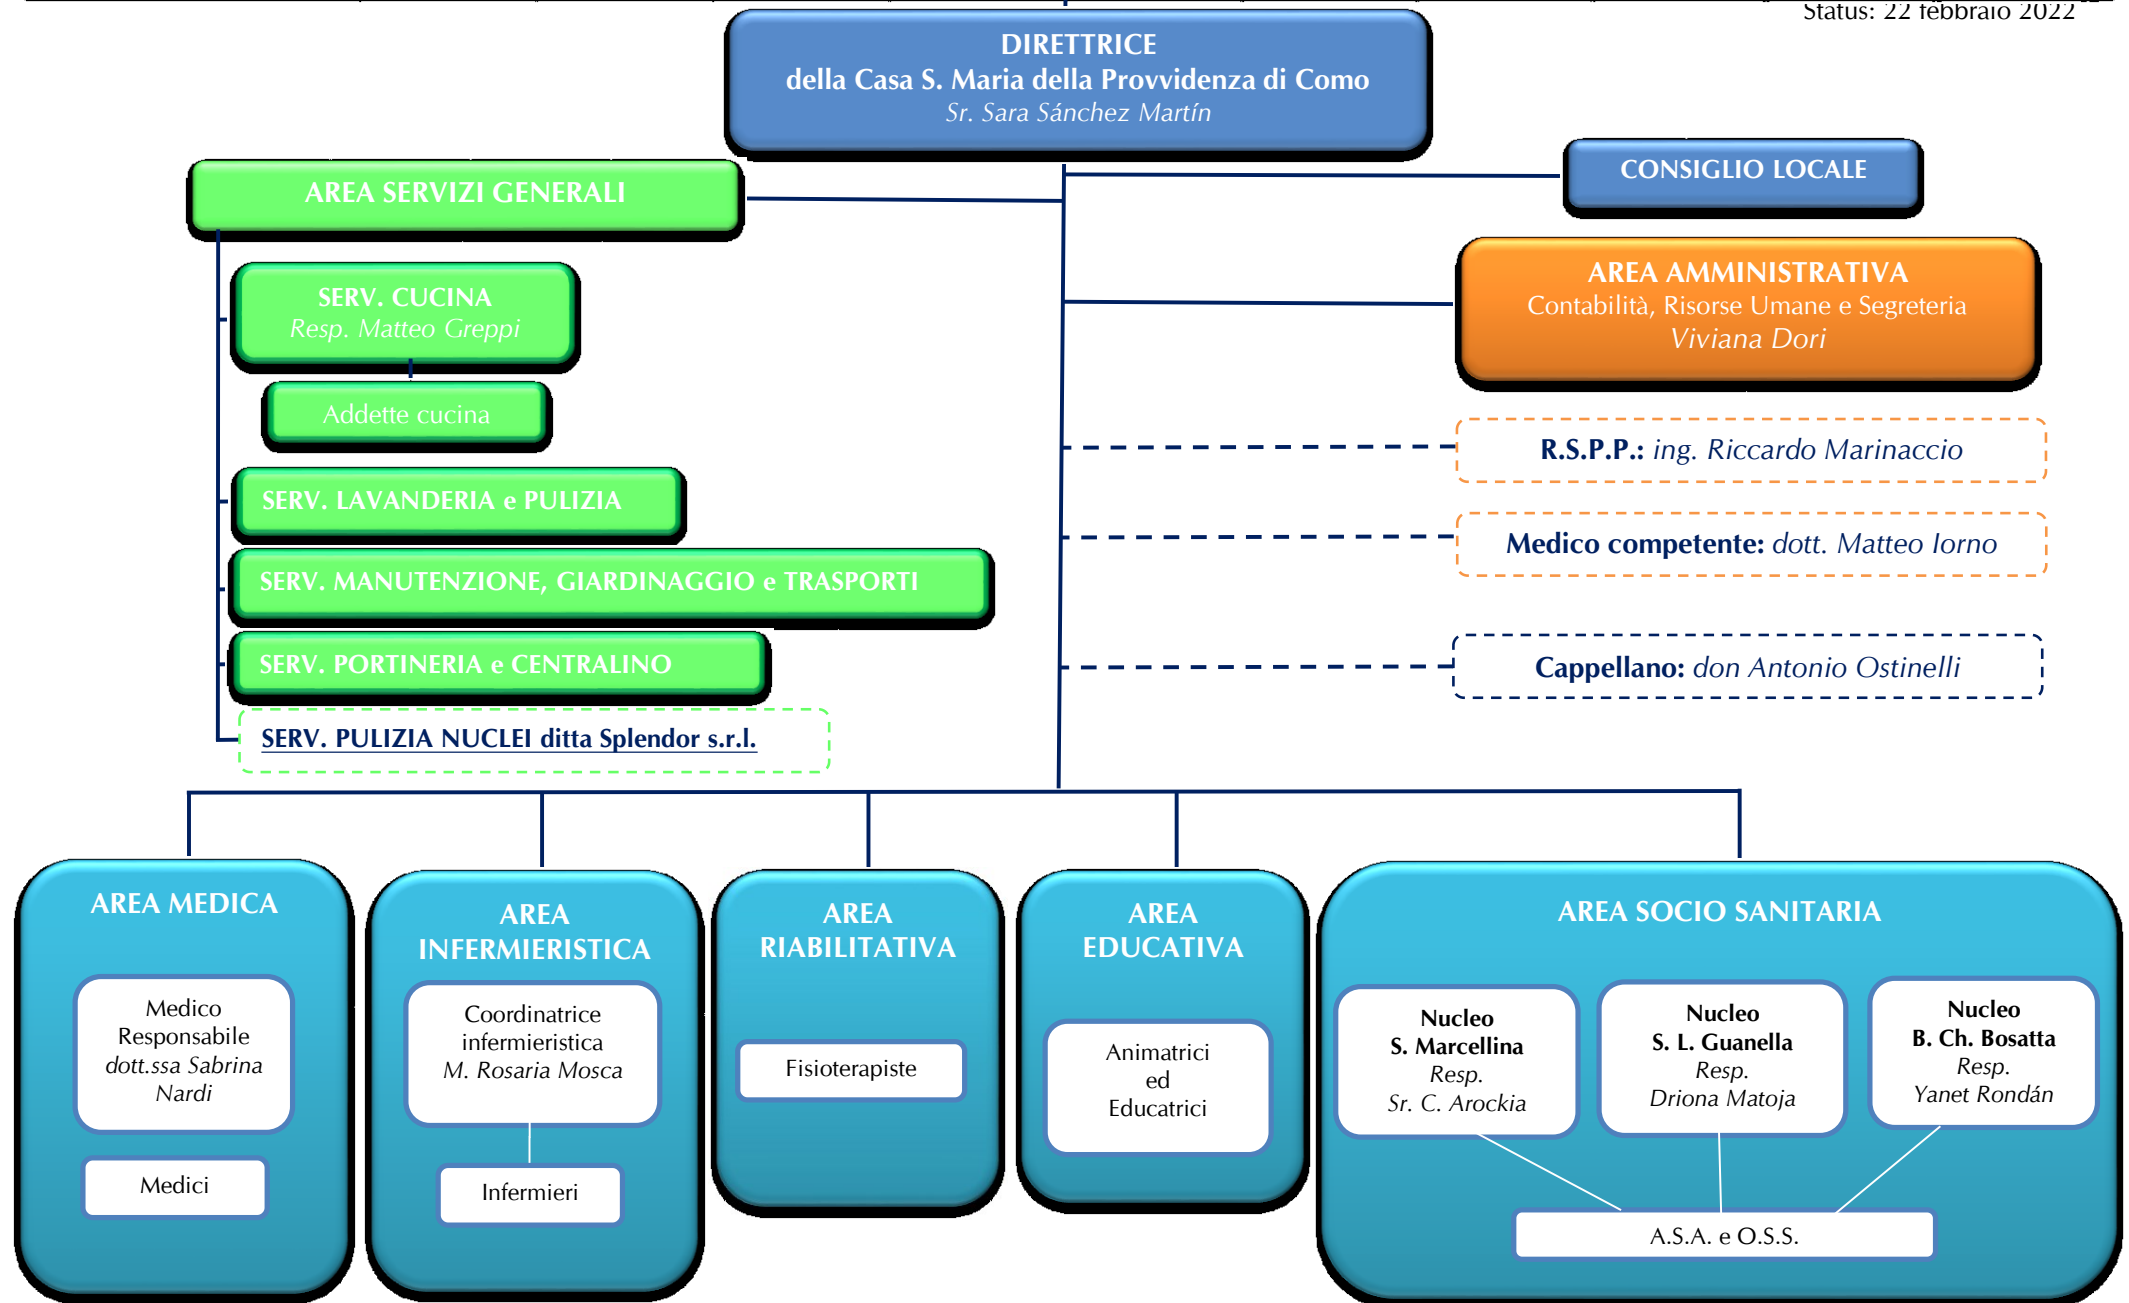 Status: 22 febbraio 2022
DIRETTRICE
della Casa S. Maria della Provvidenza di Como
Sr. Sara Sánchez Martín
CONSIGLIO LOCALE
AREA SERVIZI GENERALI
AREA AMMINISTRATIVA
Contabilità, Risorse Umane e Segreteria
Viviana Dori
SERV. CUCINA
Resp. Matteo Greppi
Addette cucina
R.S.P.P.: ing. Riccardo Marinaccio
SERV. LAVANDERIA e PULIZIA
Medico competente: dott. Matteo Iorno
SERV. MANUTENZIONE, GIARDINAGGIO e TRASPORTI
SERV. PORTINERIA e CENTRALINO
Cappellano: don Antonio Ostinelli
SERV. PULIZIA NUCLEI ditta Splendor s.r.l.
AREA MEDICA
Medico
Responsabile
dott.ssa Sabrina
Nardi
Medici
AREA
INFERMIERISTICA
Coordinatrice
infermieristica
M. Rosaria Mosca
Infermieri
AREA
RIABILITATIVA
Fisioterapiste
AREA
EDUCATIVA
Animatrici
ed
Educatrici
AREA SOCIO SANITARIA
Nucleo
S. Marcellina
Resp.
Sr. C. Arockia
Nucleo
S. L. Guanella
Resp.
Driona Matoja
Nucleo
B. Ch. Bosatta
Resp.
Yanet Rondán
A.S.A. e O.S.S.